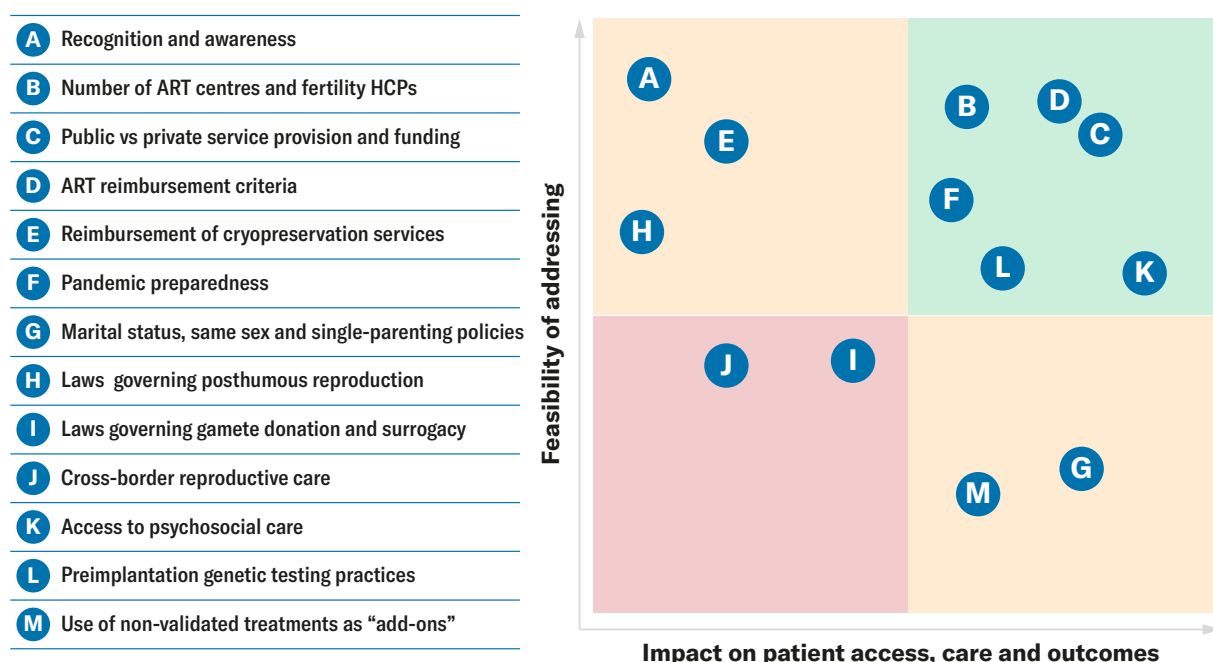 A Recognition and awareness
B Number of ART centres and fertility HCPs
C Public vs private service provision and funding
D ART reimbursement criteria
E Reimbursement of cryopreservation services
F Pandemic preparedness
G Marital status, same sex and single-parenting policies
H Laws governing posthumous reproduction
I Laws governing gamete donation and surrogacy
J Cross-border reproductive care
K Access to psychosocial care
L Preimplantation genetic testing practices
M Use of non-validated treatments as “add-ons”
Feasibility of addressing
A
B
D
C
E
F
H
L
K
J
I
G
M
Impact on patient access, care and outcomes